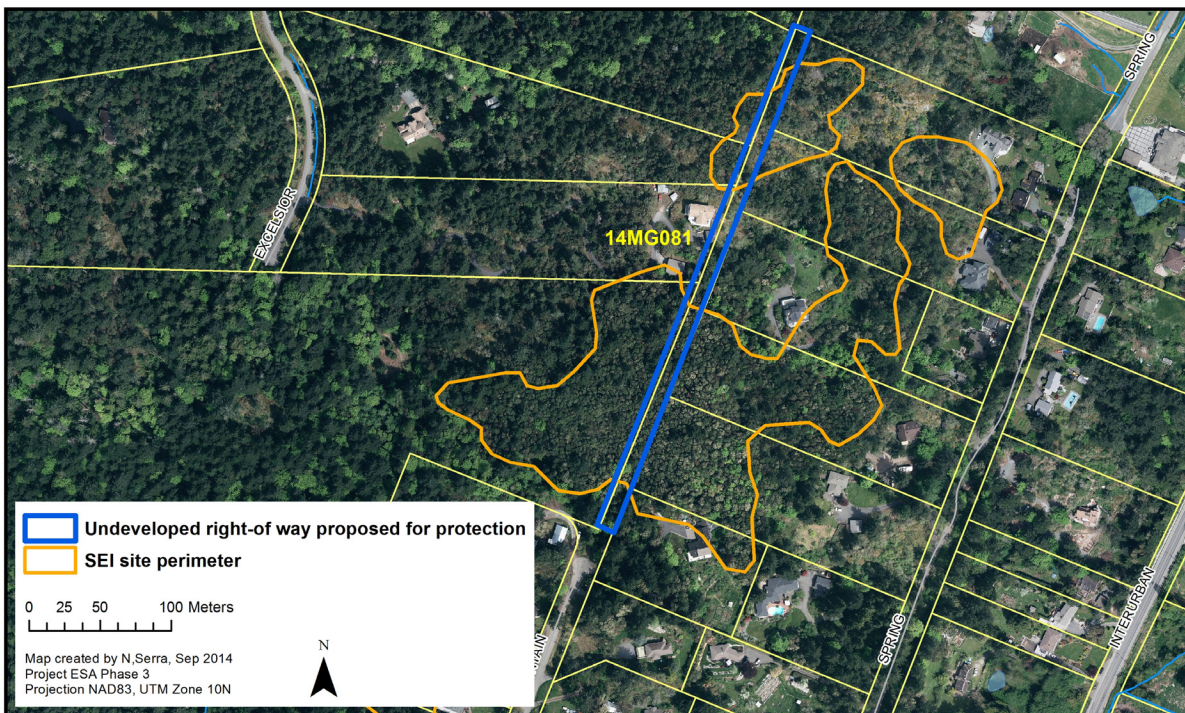 SPRING
EXCELSIOR
14MG081
Undeveloped right-of way proposed for protection
SEI site perimeter
0 25 50 100 Meters
N
Map created by N,Serra, Sep 2014
Project ESA Phase 3
Projection NAD83, UTM Zone 10N
SPRING
INTERURBAN